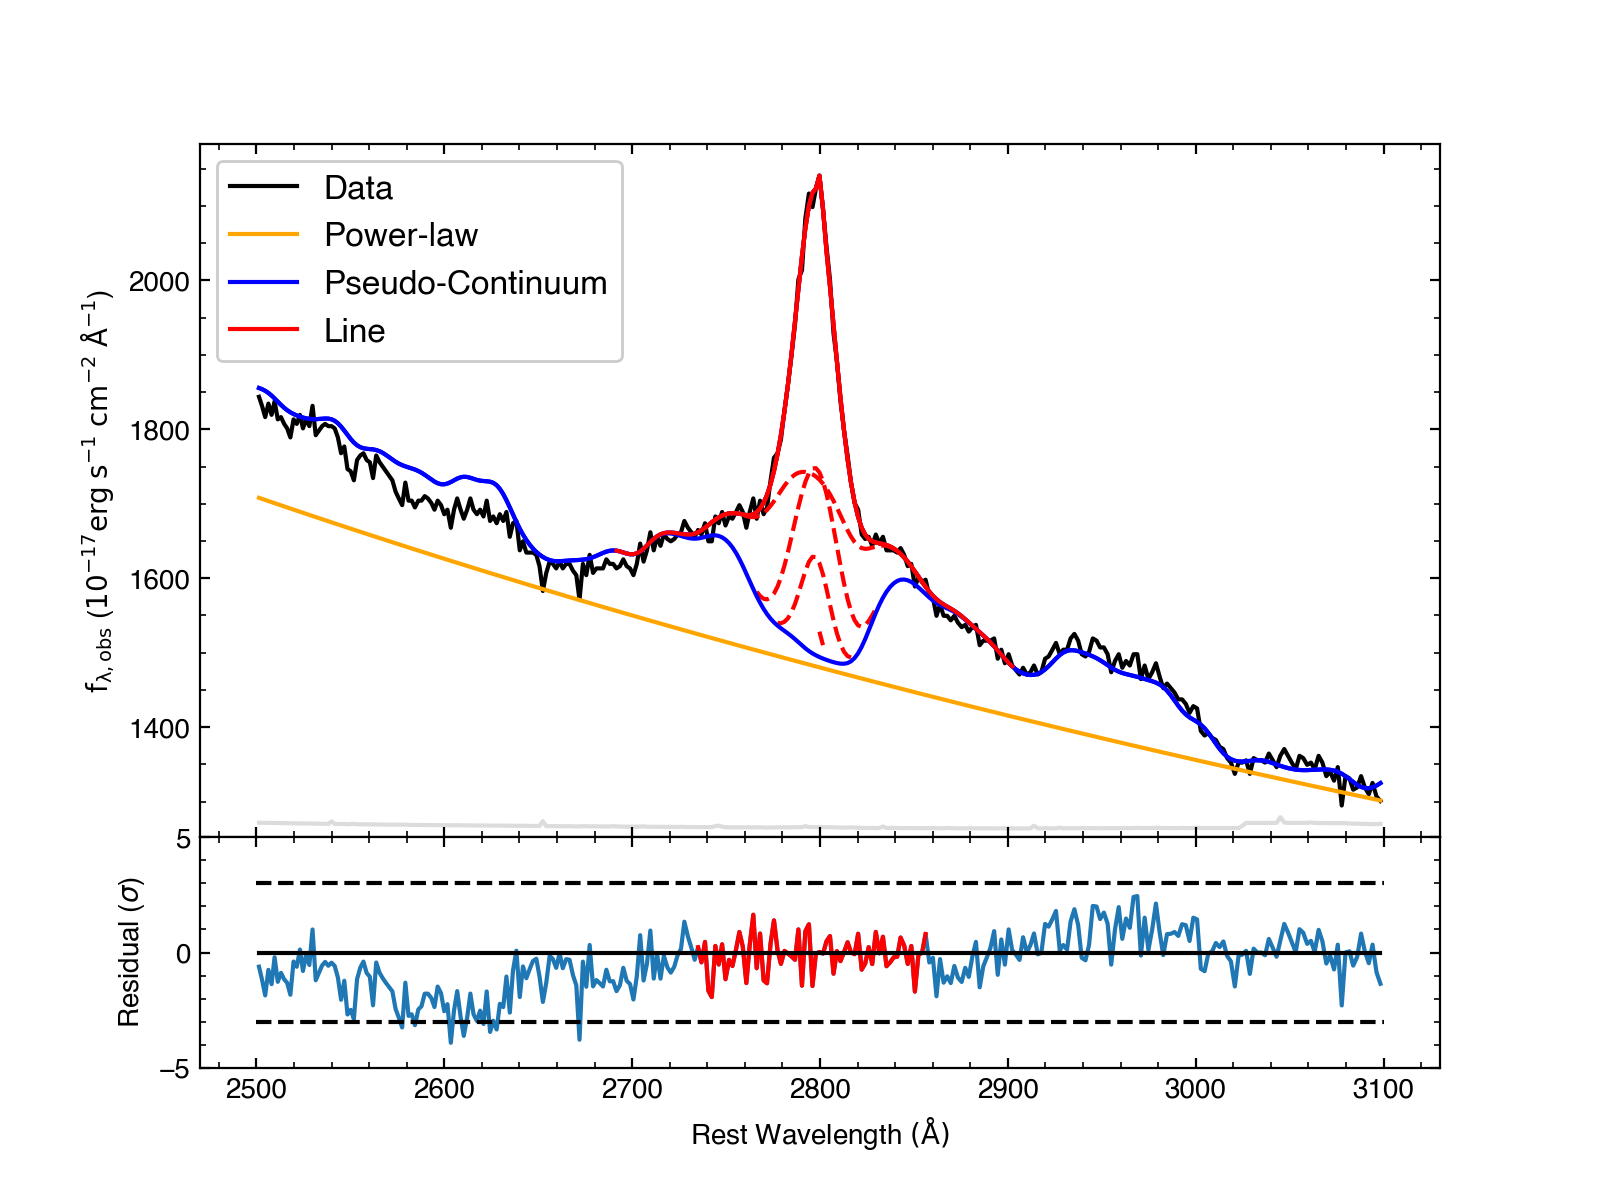 Data
Power-law
Pseudo-Continuum
Line
2000
1800
1600
1400
f_{λ, obs} (10^{−17}erg s^{−1} cm^{−2} Å^{−1})
5
0
−5
Residual (σ)
2500 2600 2700 2800 2900 3000 3100
Rest Wavelength (Å)